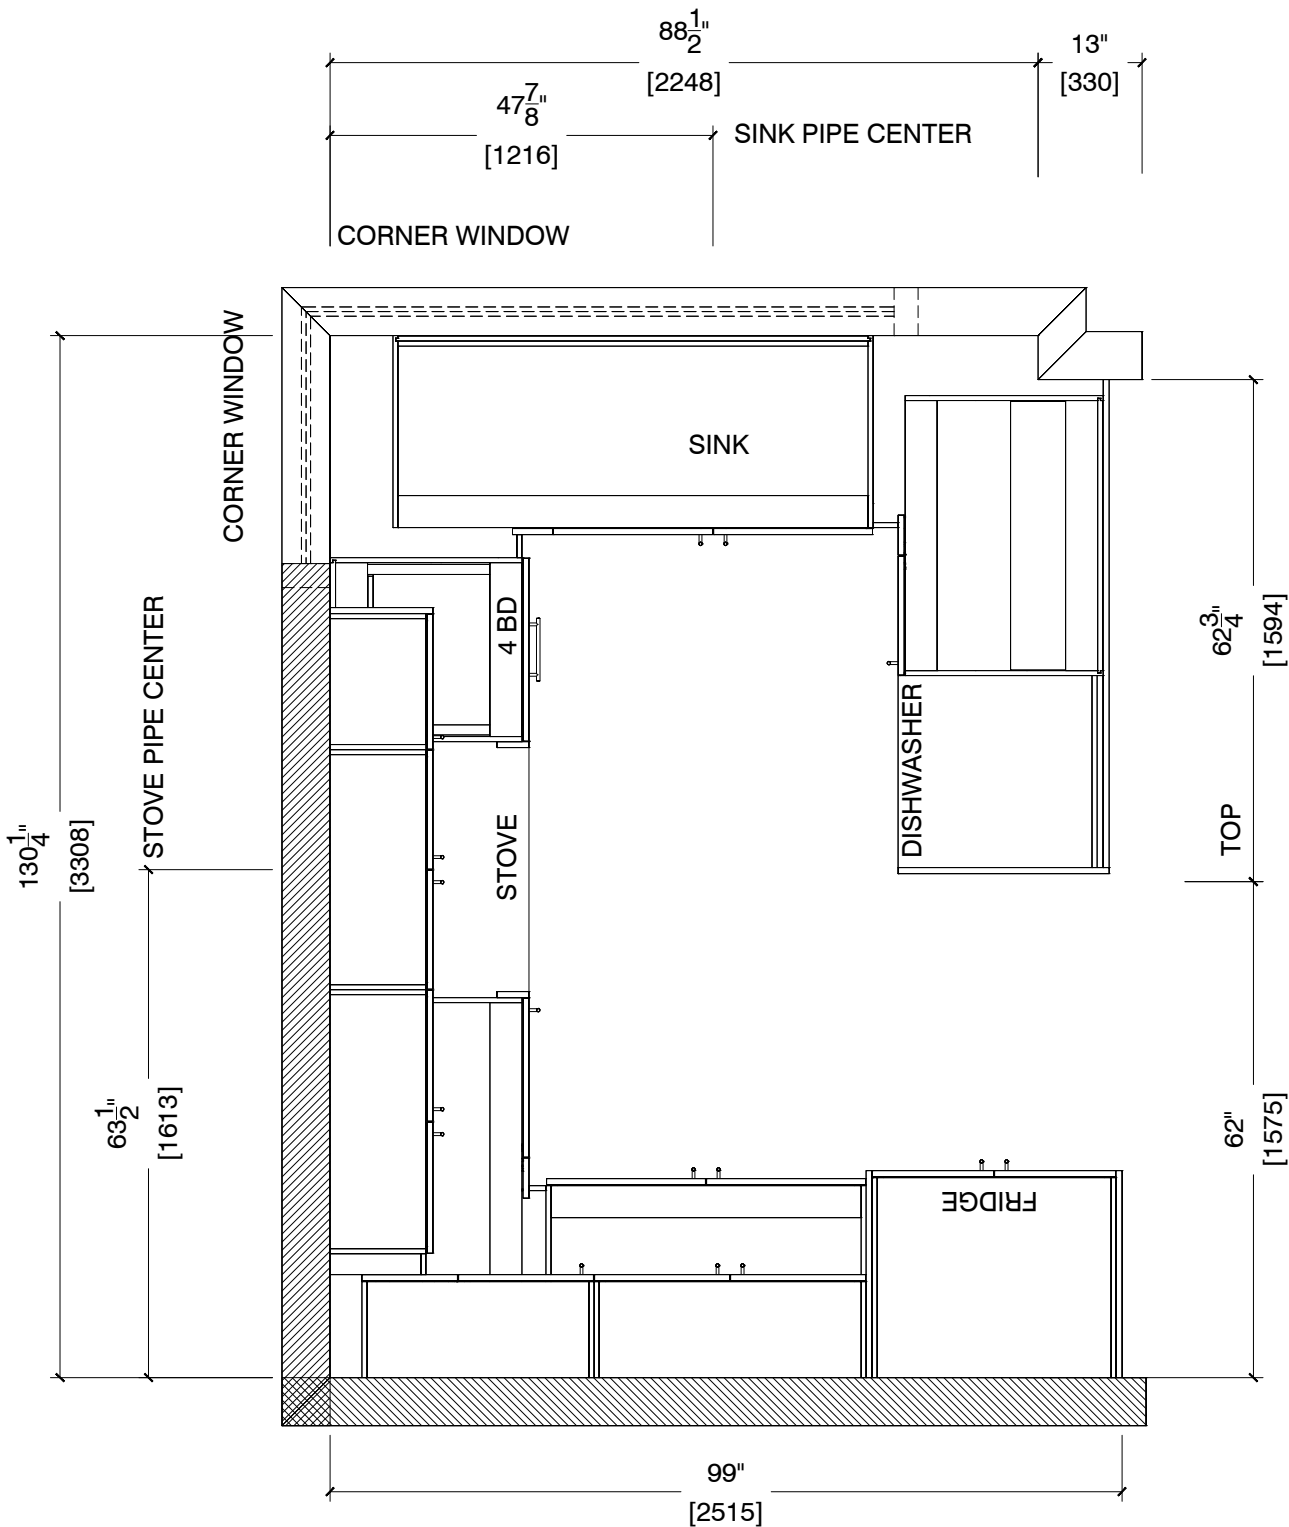 88 1/2"
[2248]
13"
[330]
47 7/8"
[1216]
SINK PIPE CENTER
CORNER WINDOW
CORNER WINDOW
SINK
STOVE PIPE CENTER
4 BD
62 3/4"
[1594]
DISHWASHER
TOP
STOVE
130 1/4"
[3308]
63 1/2"
[1613]
62"
[1575]
FRIDGE
99"
[2515]